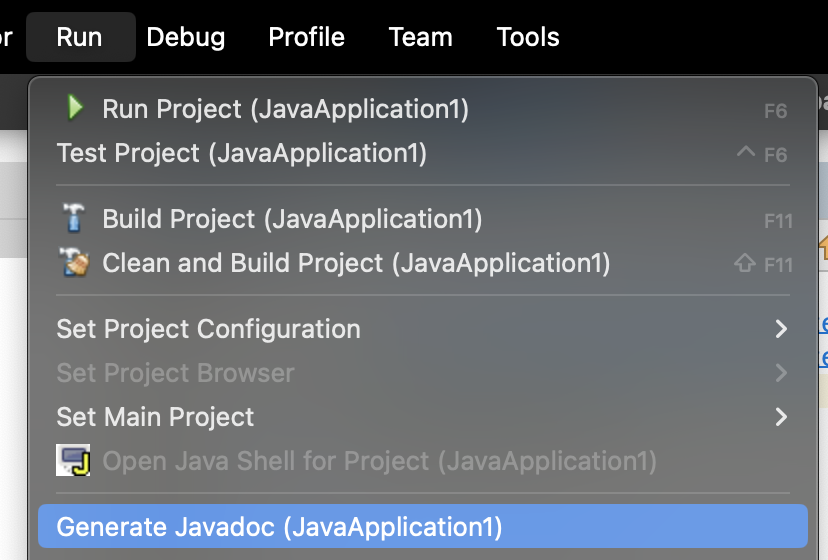 or Run Debug Profile Team Tools
Run Project (JavaApplication1) F6
Test Project (JavaApplication1) ^ F6
Build Project (JavaApplication1) F11
Clean and Build Project (JavaApplication1) ⇧ F11
Set Project Configuration >
Set Project Browser >
Set Main Project >
Open Java Shell for Project (JavaApplication1)
Generate Javadoc (JavaApplication1)